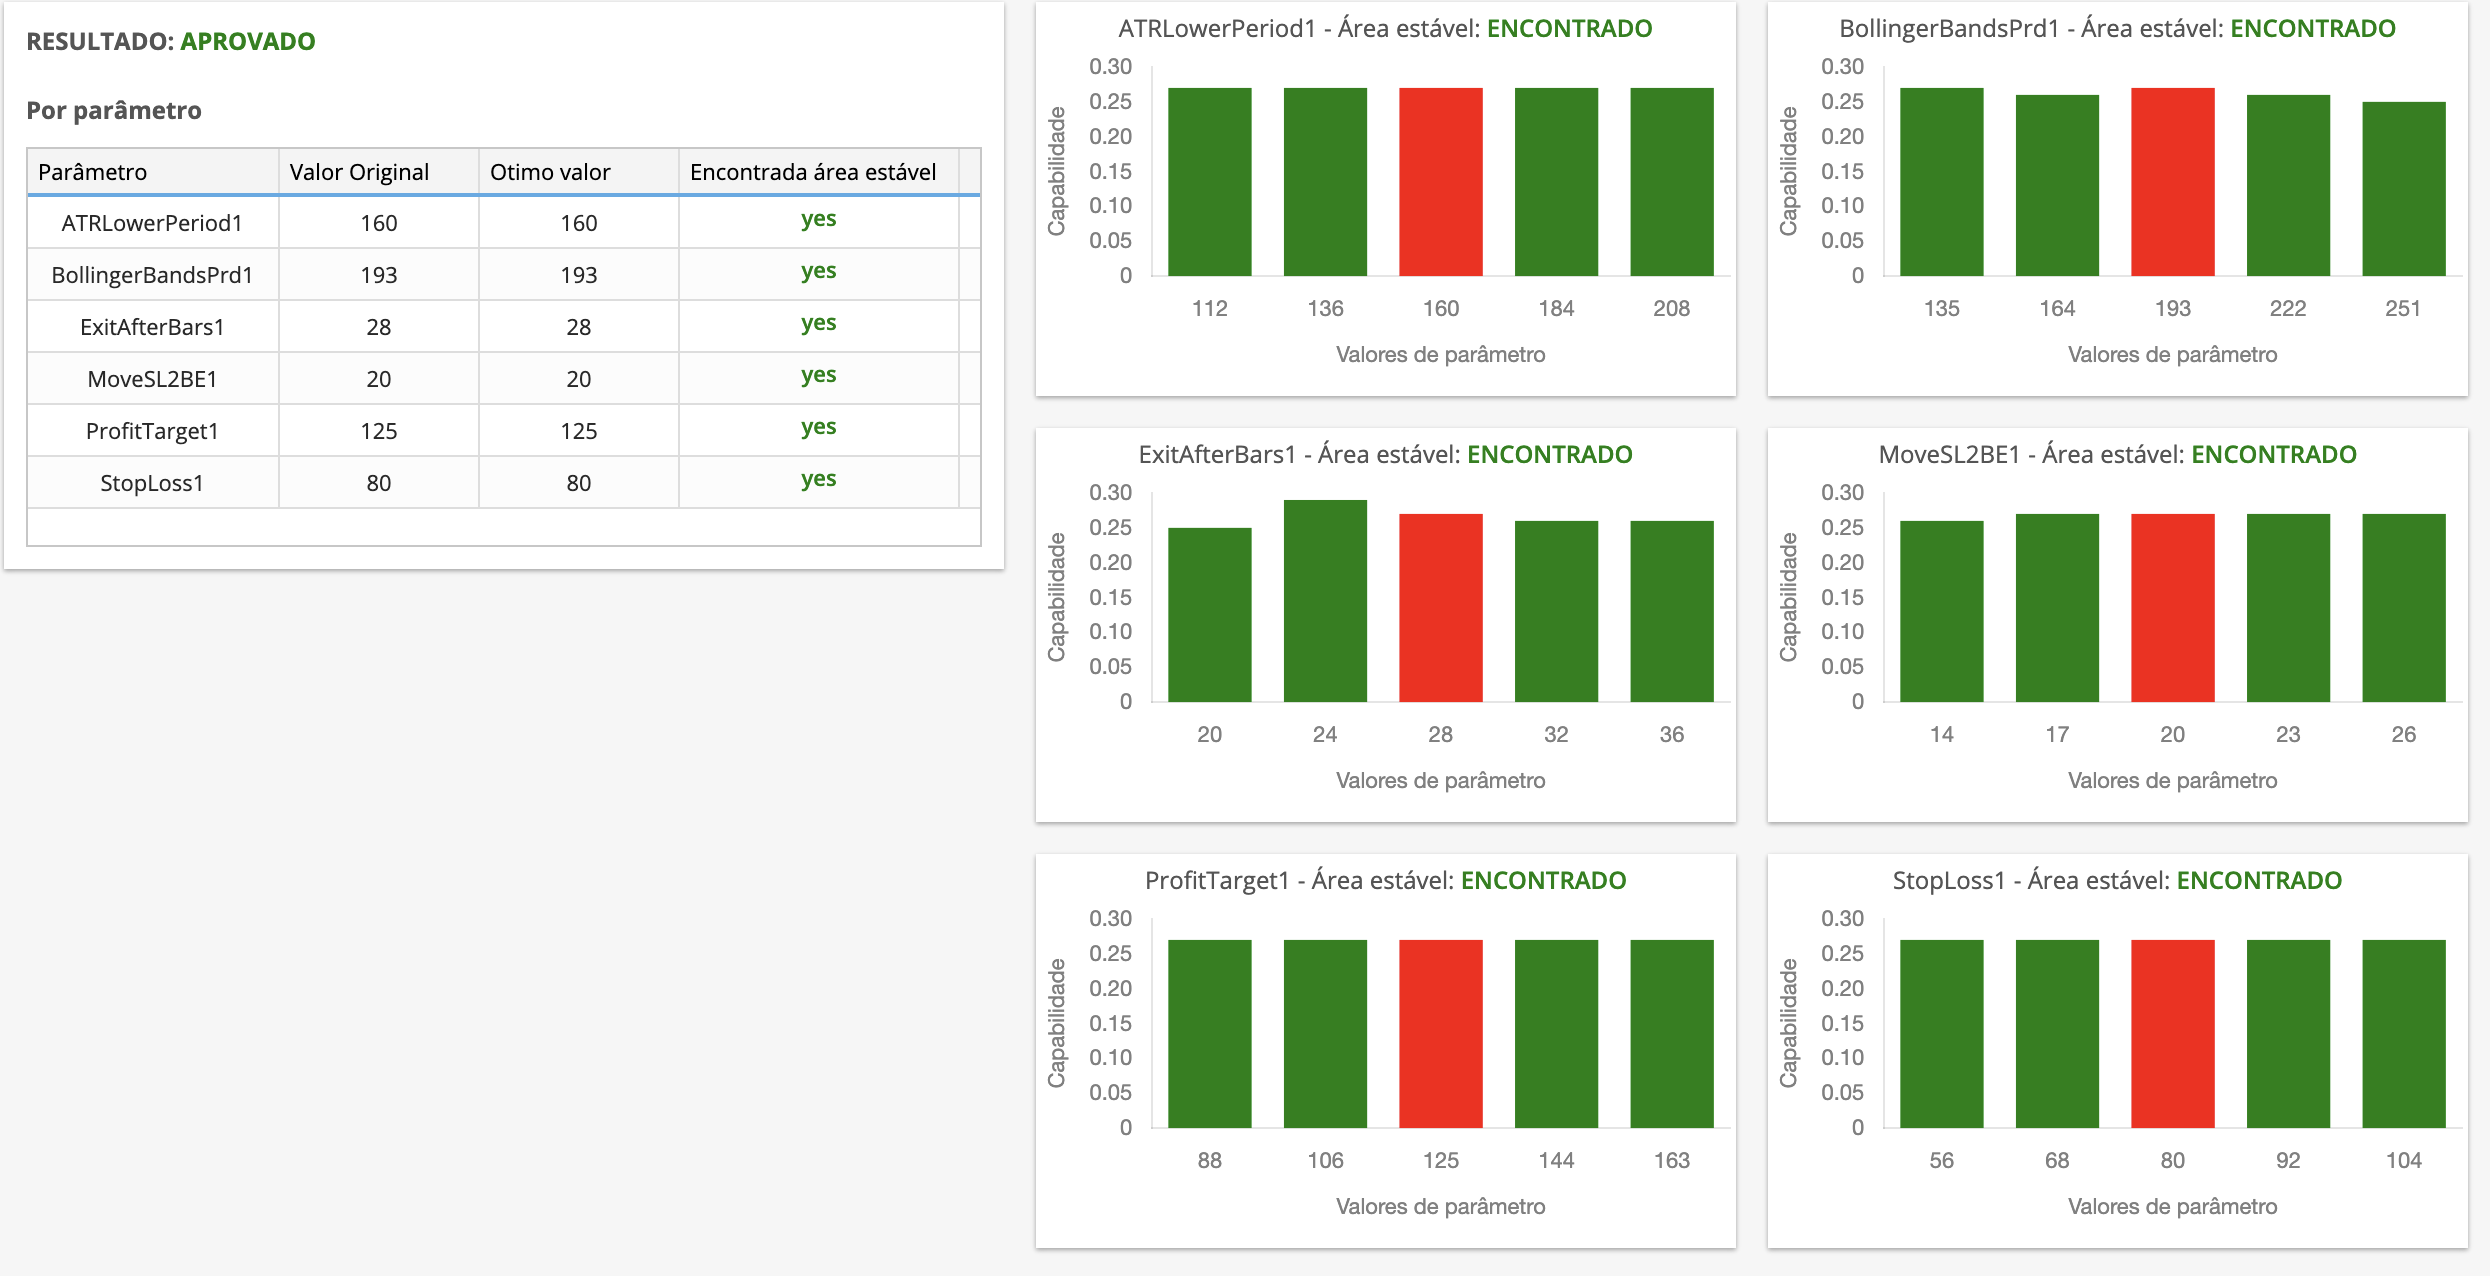 RESULTADO: APROVADO
Por parâmetro
Parâmetro Valor Original Otimo valor Encontrada área estável
ATRLowerPeriod1 160 160 yes
BollingerBandsPrd1 193 193 yes
ExitAfterBars1 28 28 yes
MoveSL2BE1 20 20 yes
ProfitTarget1 125 125 yes
StopLoss1 80 80 yes
ATRLowerPeriod1 - Área estável: ENCONTRADO
Capabilidade
0.30
0.25
0.20
0.15
0.10
0.05
0
112 136 160 184 208
Valores de parâmetro
BollingerBandsPrd1 - Área estável: ENCONTRADO
Capabilidade
0.30
0.25
0.20
0.15
0.10
0.05
0
135 164 193 222 251
Valores de parâmetro
ExitAfterBars1 - Área estável: ENCONTRADO
Capabilidade
0.30
0.25
0.20
0.15
0.10
0.05
0
20 24 28 32 36
Valores de parâmetro
MoveSL2BE1 - Área estável: ENCONTRADO
Capabilidade
0.30
0.25
0.20
0.15
0.10
0.05
0
14 17 20 23 26
Valores de parâmetro
ProfitTarget1 - Área estável: ENCONTRADO
Capabilidade
0.30
0.25
0.20
0.15
0.10
0.05
0
88 106 125 144 163
Valores de parâmetro
StopLoss1 - Área estável: ENCONTRADO
Capabilidade
0.30
0.25
0.20
0.15
0.10
0.05
0
56 68 80 92 104
Valores de parâmetro